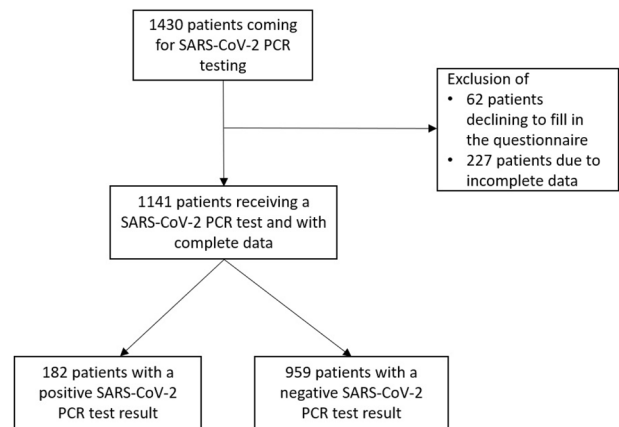 1430 patients coming
for SARS-CoV-2 PCR
testing
Exclusion of
• 62 patients
declining to fill in
the questionnaire
• 227 patients due to
incomplete data
1141 patients receiving a
SARS-CoV-2 PCR test and with
complete data
182 patients with a
positive SARS-CoV-2
PCR test result
959 patients with a
negative SARS-CoV-2
PCR test result